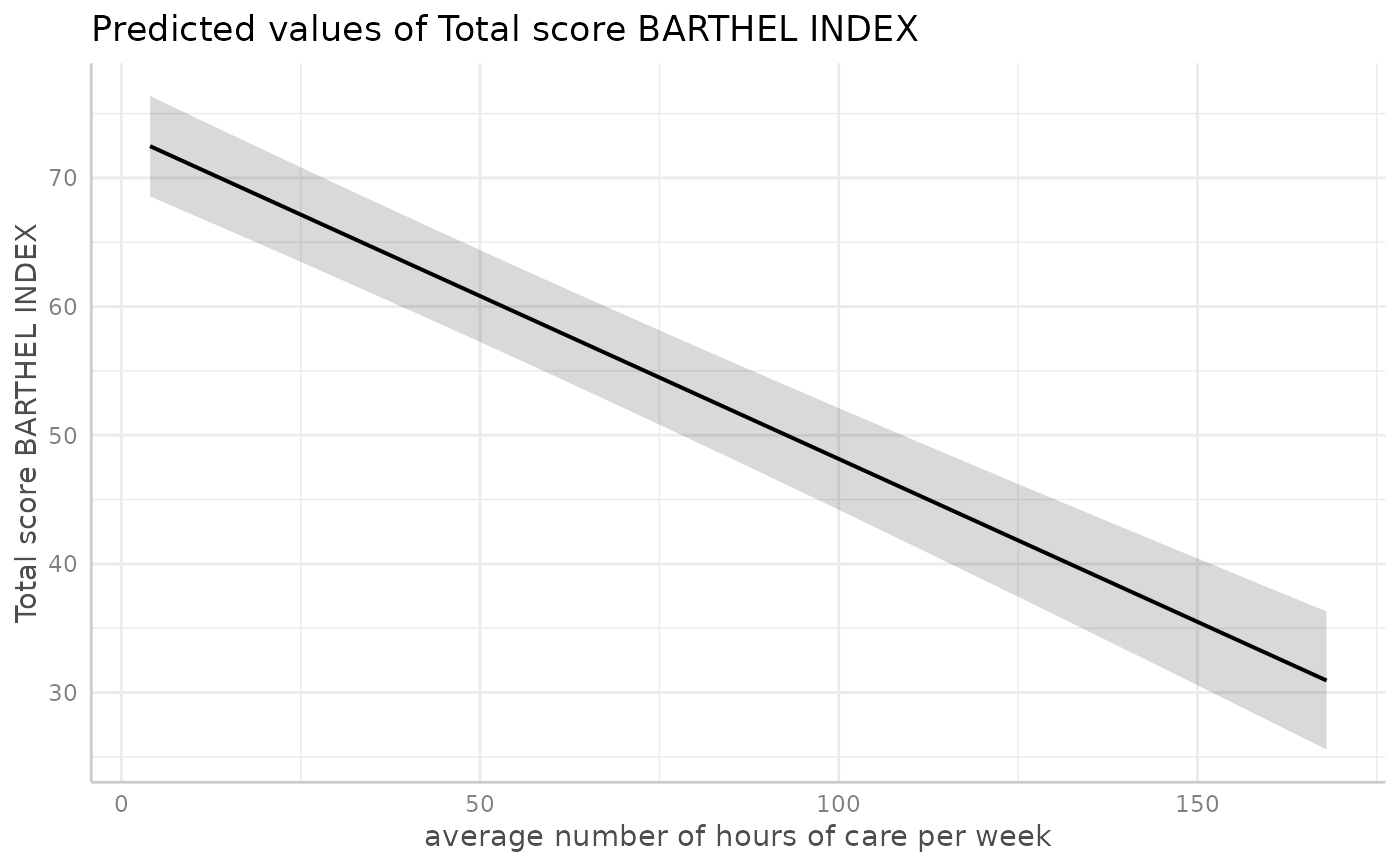 Predicted values of Total score BARTHEL INDEX
Total score BARTHEL INDEX
70
60
50
40
30
0 50 100 150
average number of hours of care per week